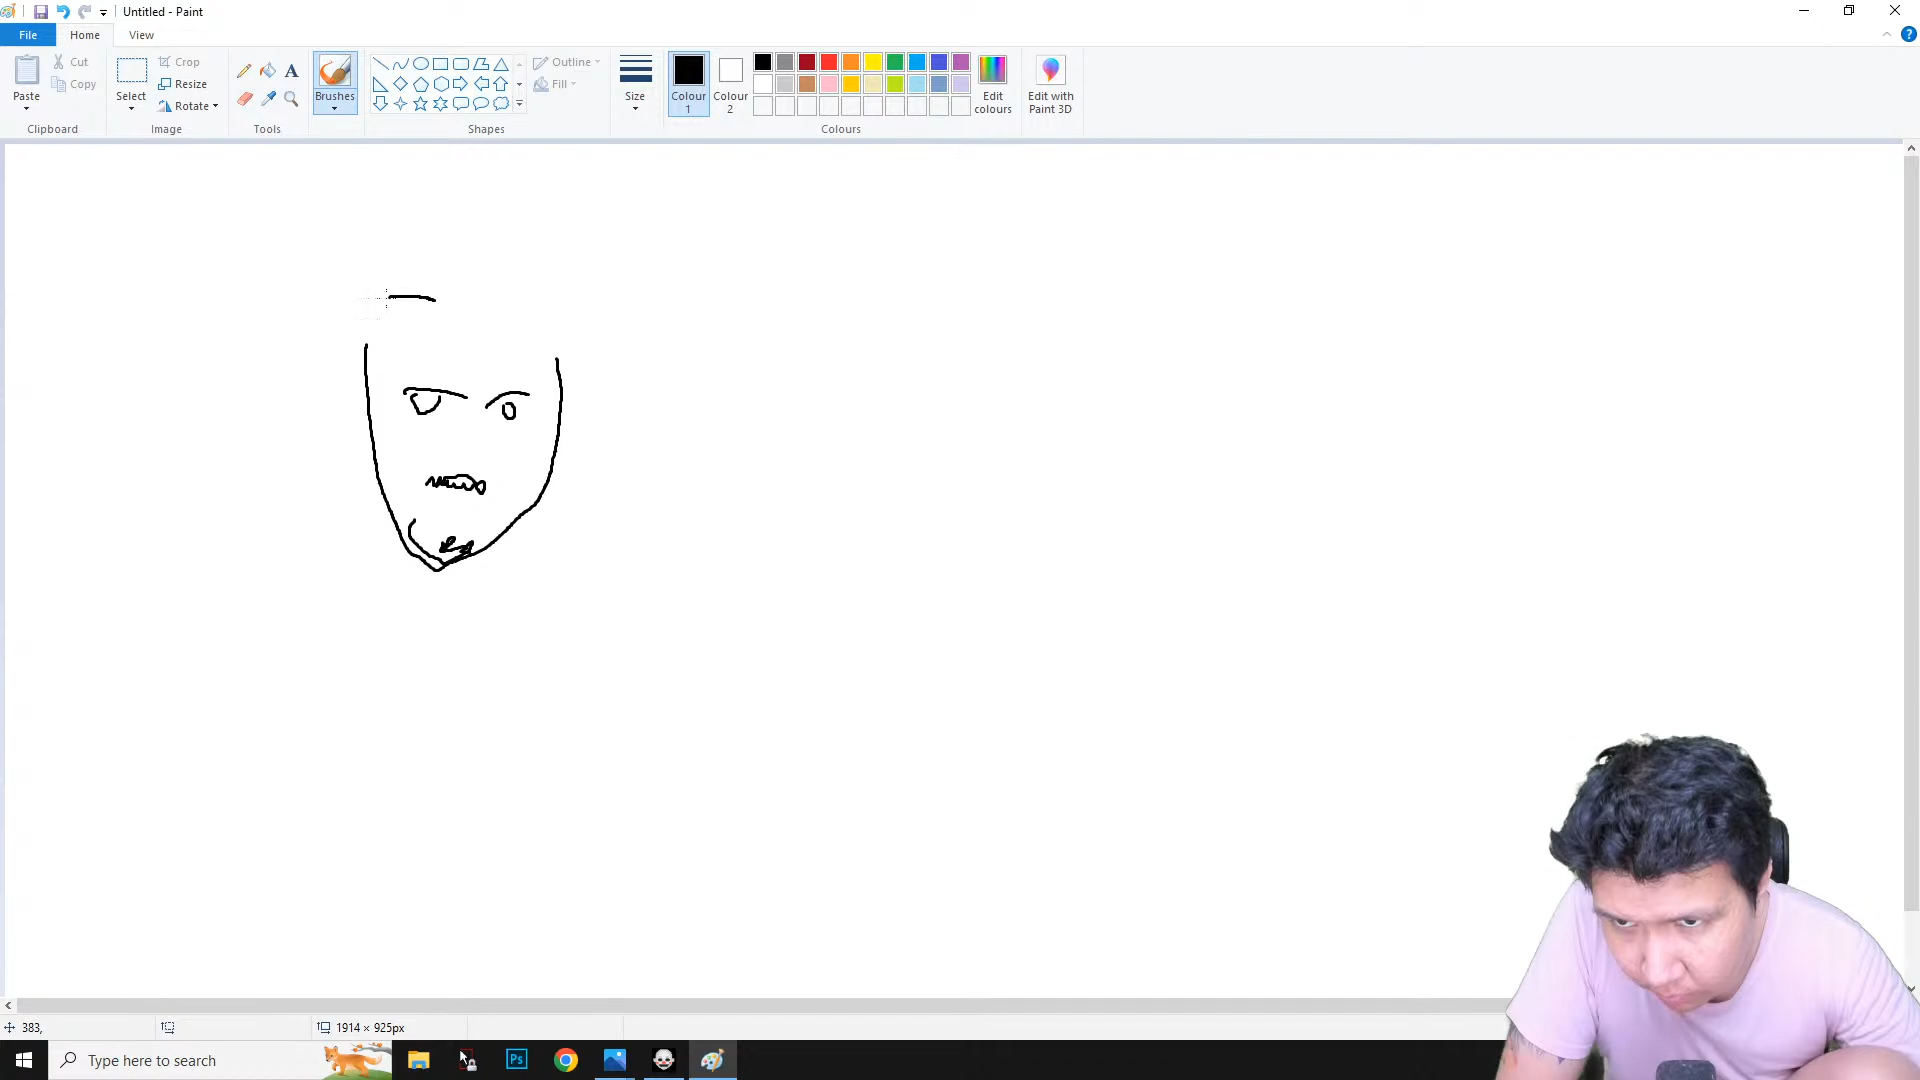 Untitled - Paint
File
Home
View
Paste
Cut
Copy
Clipboard
Select
Crop
Resize
Rotate
Image
A
Tools
Brushes
Outline
Fill
Shapes
Size
Colour
1
Colour
2
Edit
colours
Colours
Edit with
Paint 3D
383,
1914 × 925px
Type here to search
Ps